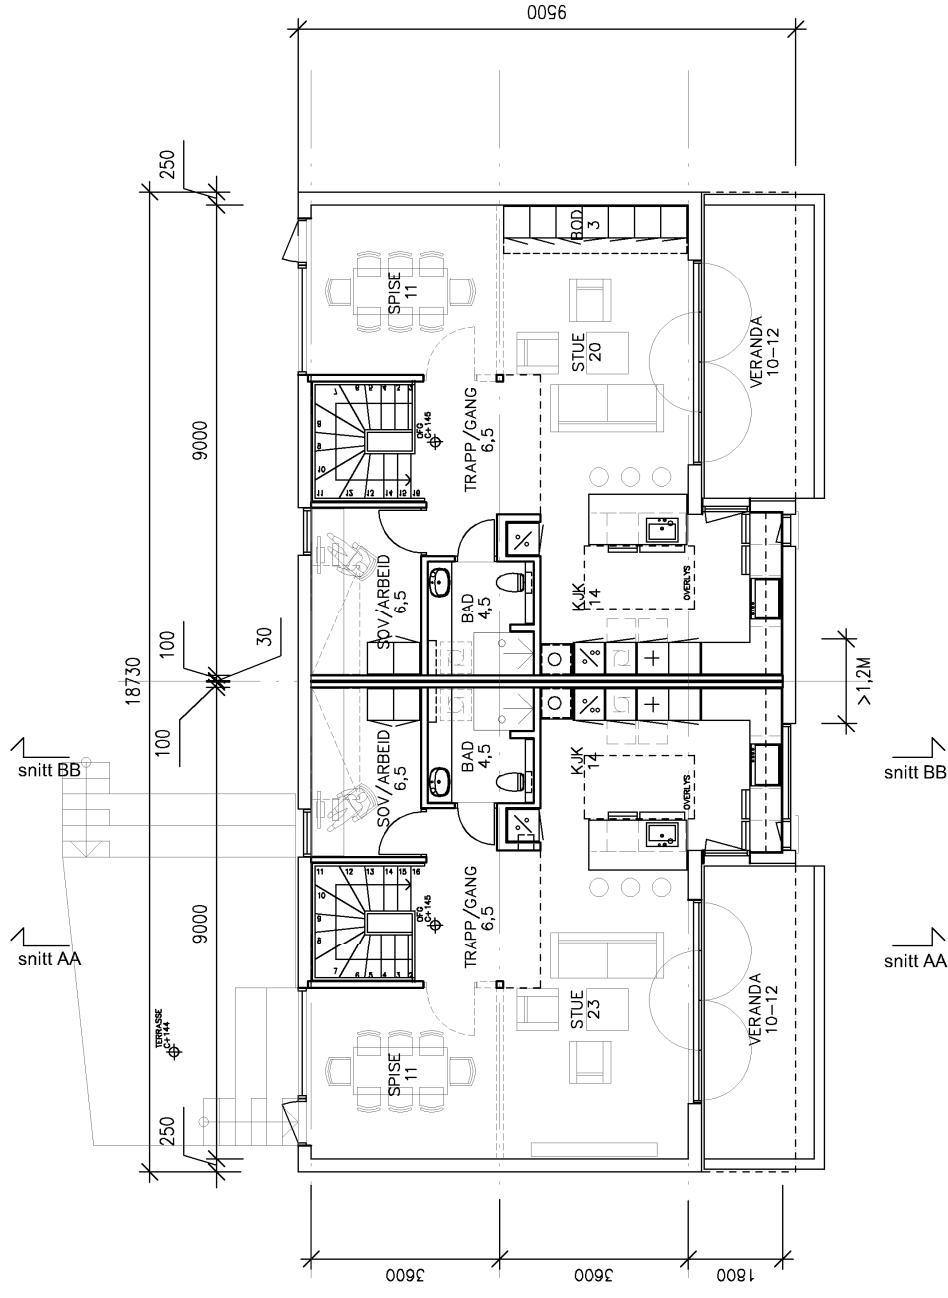 9500
250
9000
18730
100
30
100
snitt BB
9000
snitt AA
TERRASSE
C+144
250
SPISE
11
BOD
3
STUE
20
VERANDA
10-12
OFG
C+145
TRAPP/GANG
6,5
SOV/ARBEID
6,5
BAD
4,5
KJK
14
OVERLYS
>1,2M
SOV/ARBEID
6,5
BAD
4,5
KJK
14
OVERLYS
snitt BB
OFG
C+145
TRAPP/GANG
6,5
snitt AA
SPISE
11
STUE
23
VERANDA
10-12
3600
3600
1800